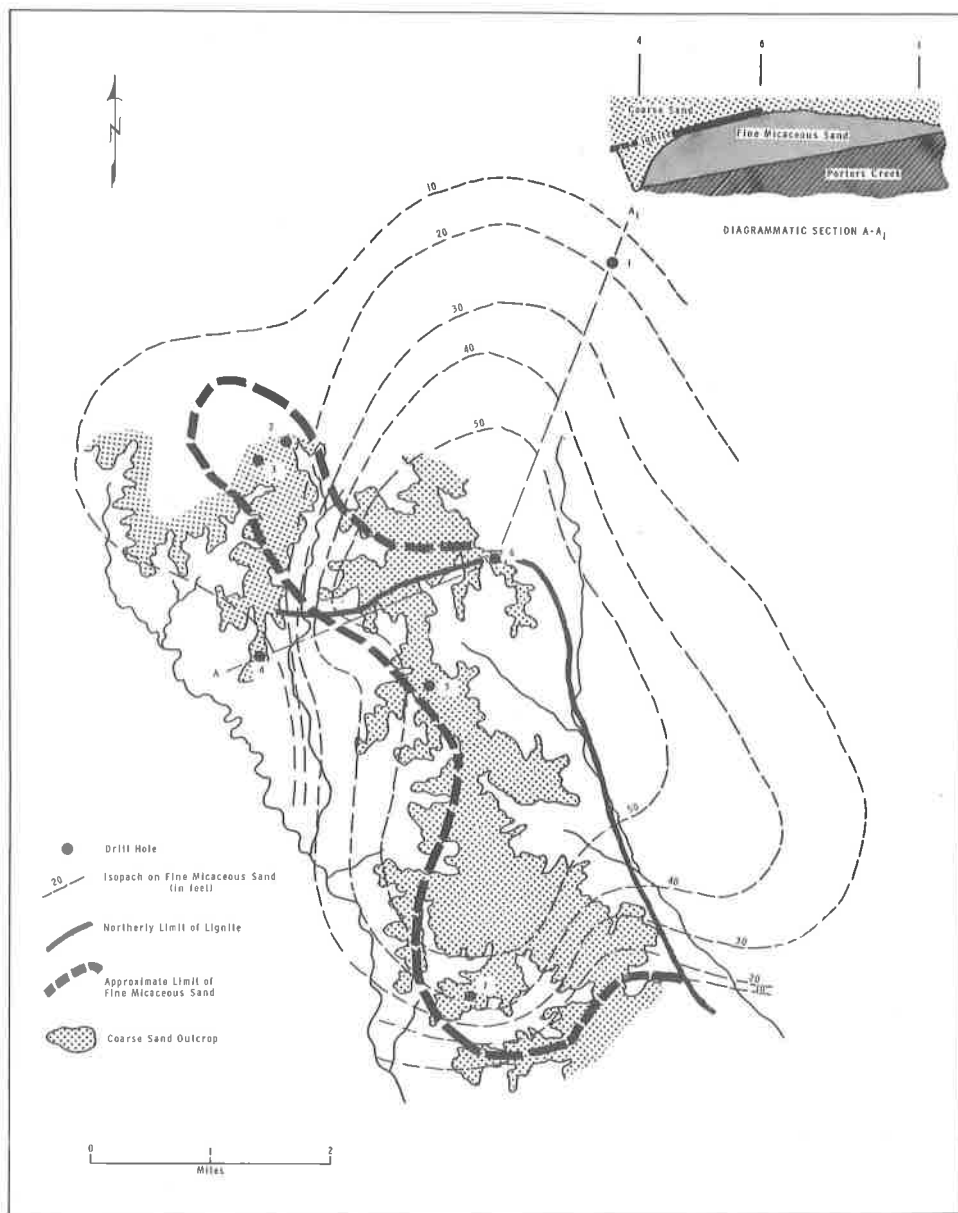 4 6 1
Coarse Sand
Lignite
Fine Micaceous Sand
Porters Creek
DIAGRAMMATIC SECTION A-A₁
N
10
A₁
20
1
30
40
50
2
3
6
A
4
5
50
40
30
7
20
10
Drill Hole
20 Isopach on Fine Micaceous Sand
(in feet)
Northerly Limit of Lignite
Approximate Limit of
Fine Micaceous Sand
Coarse Sand Outcrop
0 1 2
Miles